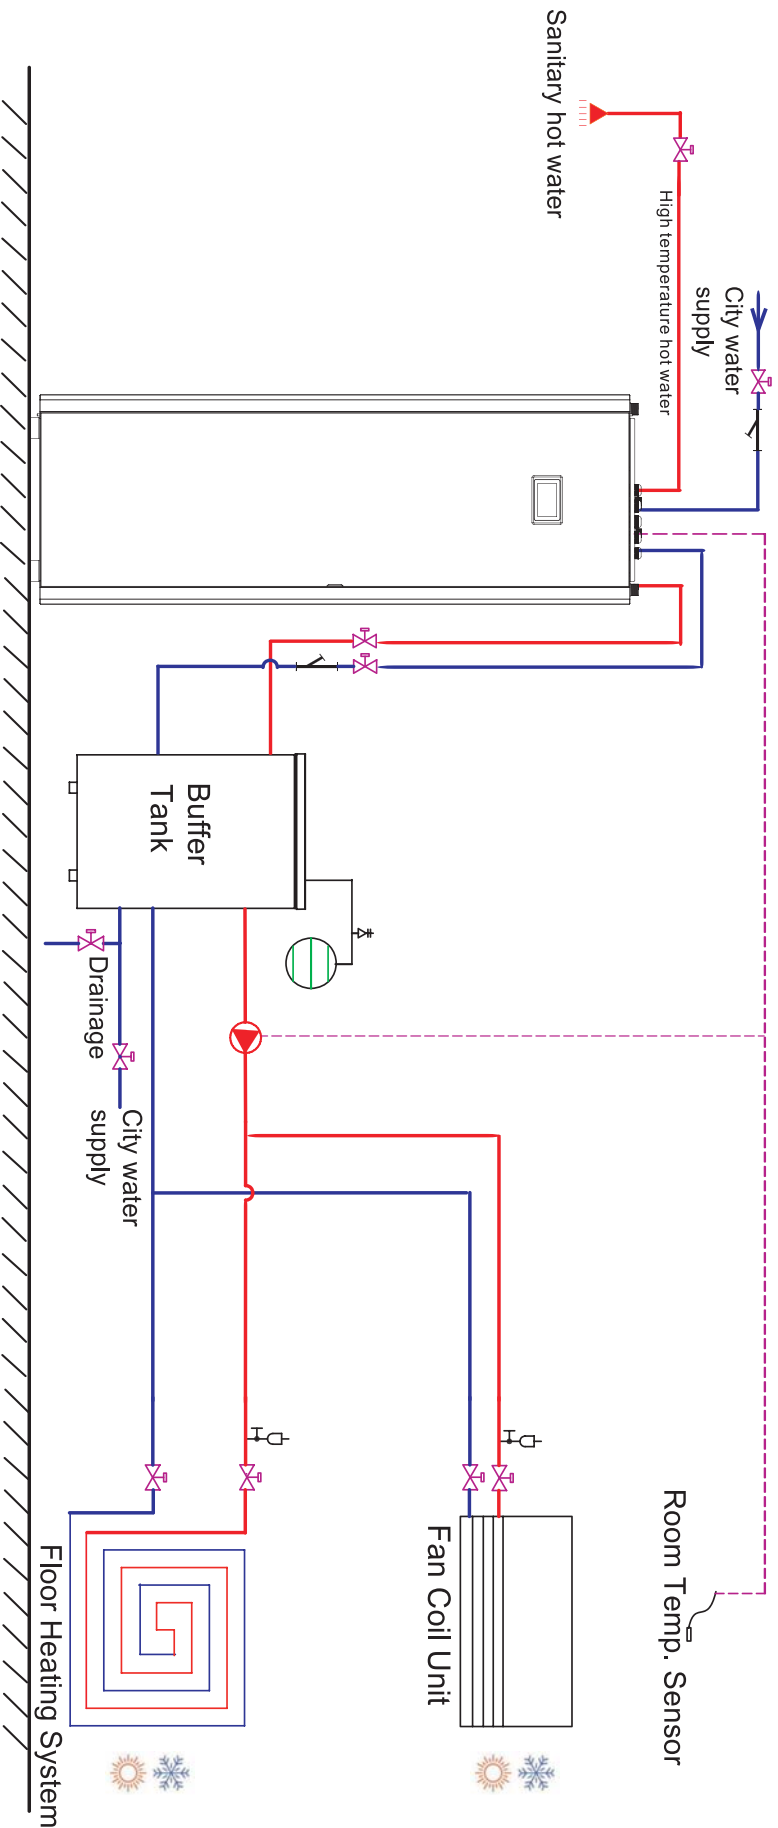 Sanitary hot water
High temperature hot water
City water
supply
Buffer
Tank
Drainage
City water
supply
Room Temp. Sensor
Fan Coil Unit
Floor Heating System